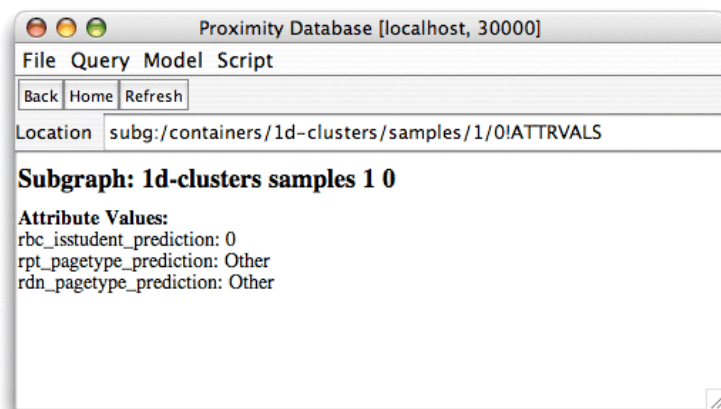 Proximity Database [localhost, 30000]
File Query Model Script
Back Home Refresh
Location subg:/containers/1d-clusters/samples/1/0!ATTRVALS
Subgraph: 1d-clusters samples 1 0
Attribute Values:
rbc_isstudent_prediction: 0
rpt_pagetype_prediction: Other
rdn_pagetype_prediction: Other